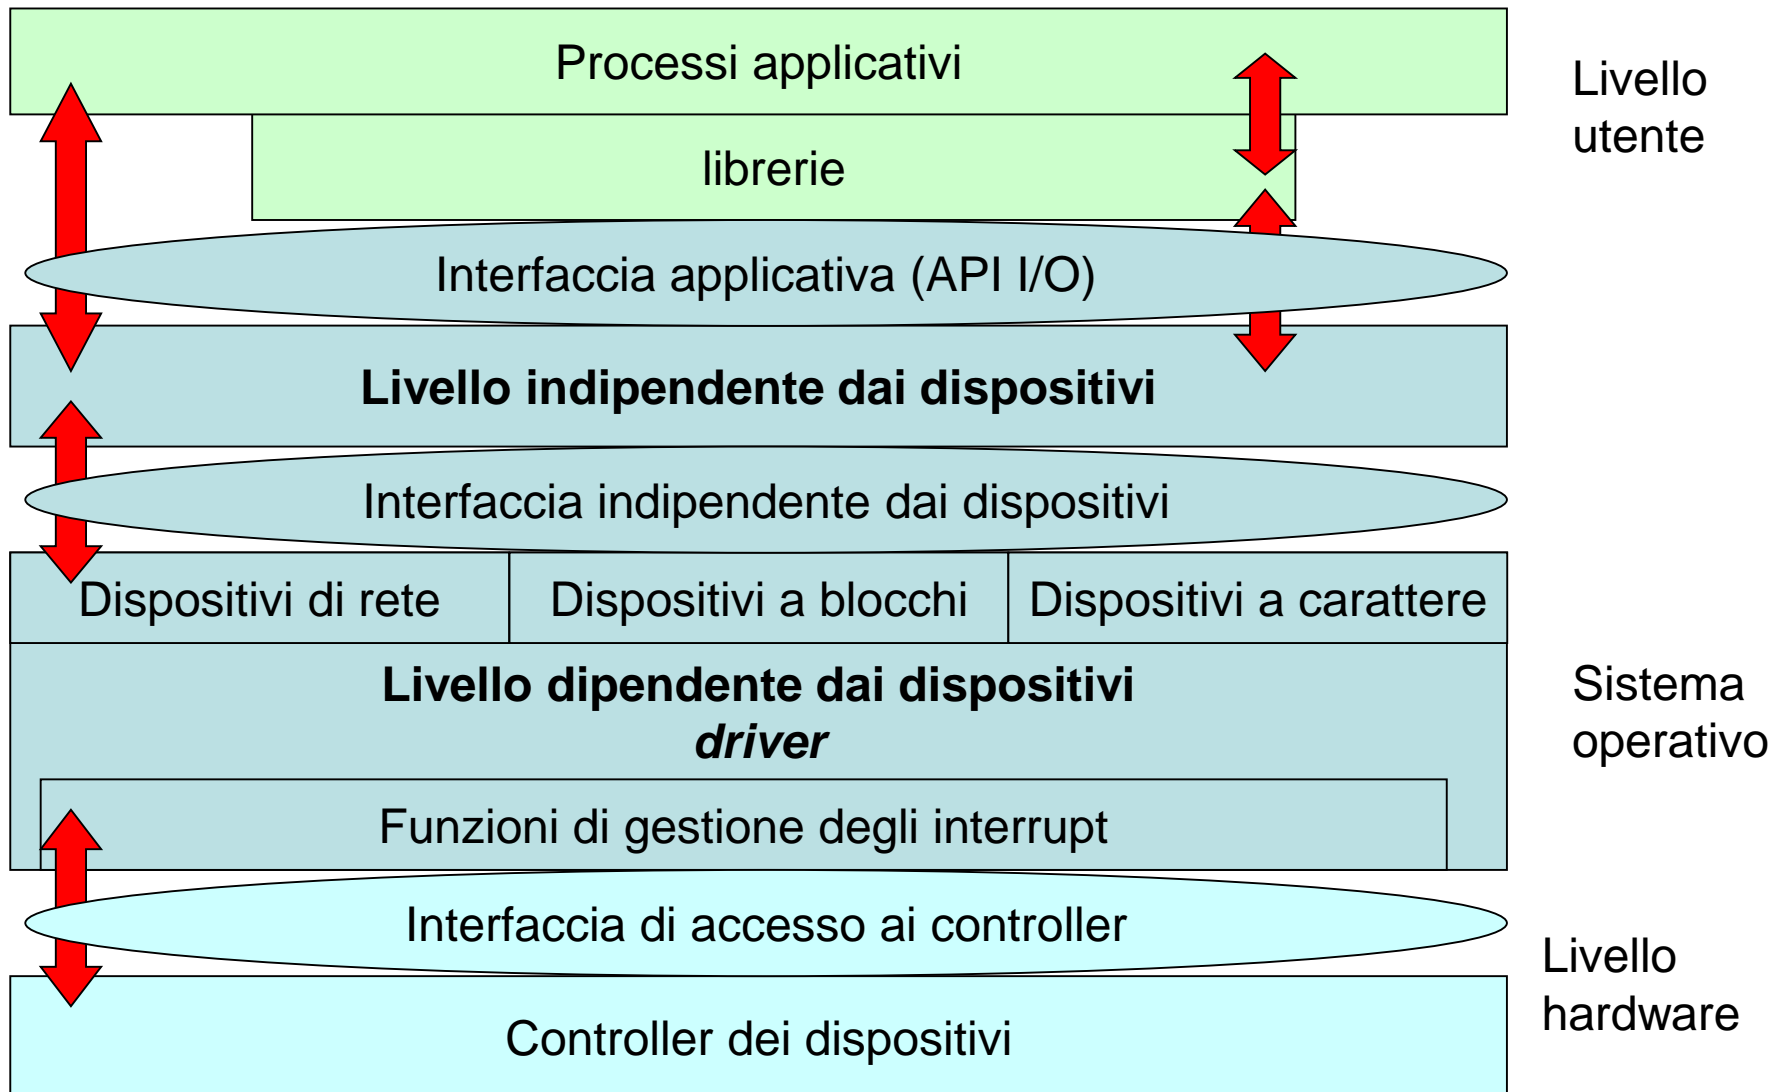 Processi applicativi
Livello
utente
librerie
Interfaccia applicativa (API I/O)
Livello indipendente dai dispositivi
Interfaccia indipendente dai dispositivi
Dispositivi di rete
Dispositivi a blocchi
Dispositivi a carattere
Livello dipendente dai dispositivi
driver
Sistema
operativo
Funzioni di gestione degli interrupt
Interfaccia di accesso ai controller
Livello
hardware
Controller dei dispositivi